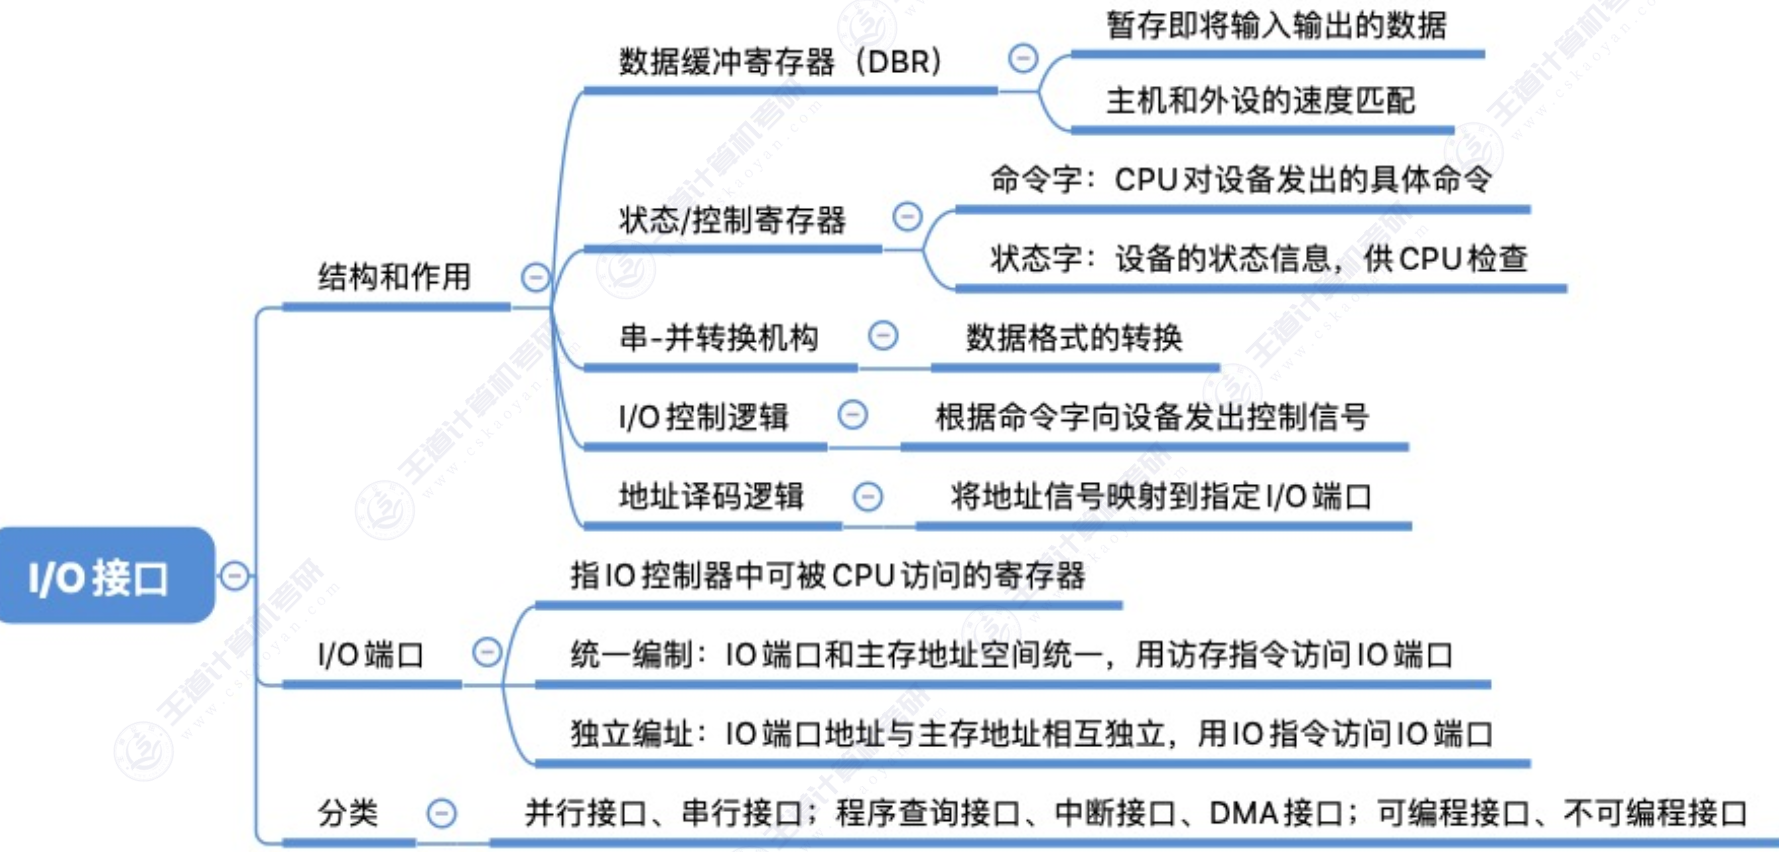 暂存即将输入输出的数据
数据缓冲寄存器（DBR）
主机和外设的速度匹配
命令字：CPU对设备发出的具体命令
状态/控制寄存器
状态字：设备的状态信息，供CPU检查
结构和作用
串-并转换机构
数据格式的转换
I/O控制逻辑
根据命令字向设备发出控制信号
地址译码逻辑
将地址信号映射到指定I/O端口
I/O接口
指IO控制器中可被CPU访问的寄存器
I/O端口
统一编制：IO端口和主存地址空间统一，用访存指令访问IO端口
独立编址：IO端口地址与主存地址相互独立，用IO指令访问IO端口
分类
并行接口、串行接口；程序查询接口、中断接口、DMA接口；可编程接口、不可编程接口
王道计算机考研
www.cskaoyan.com